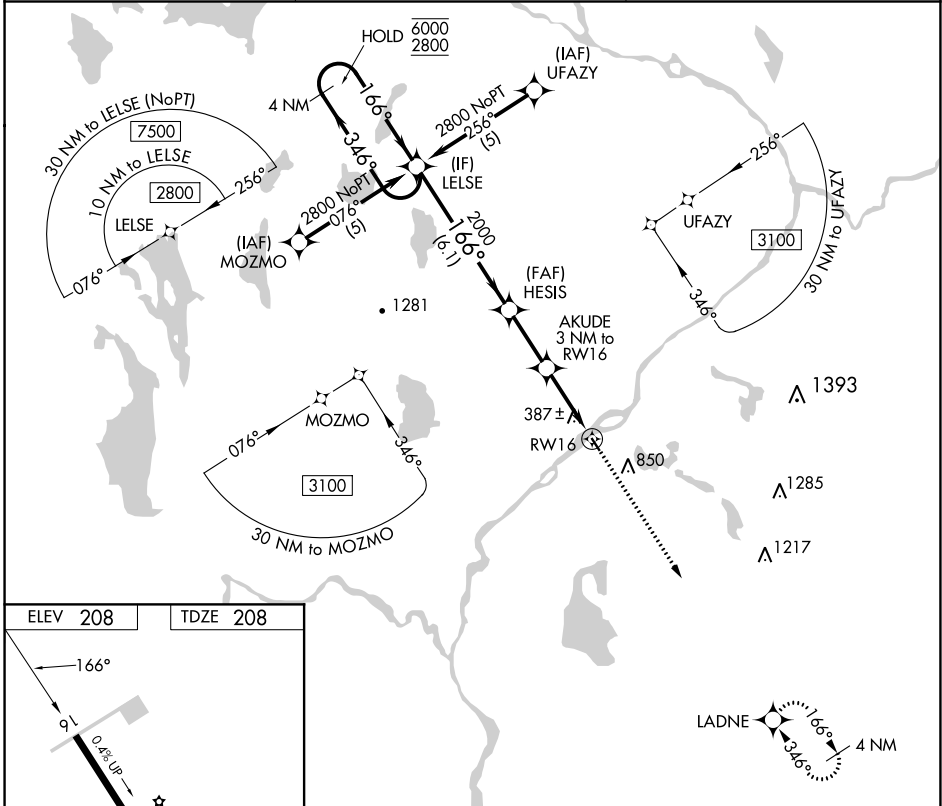 HOLD 6000
2800
(IAF)
UFAZY
4 NM
166°
346°
2800 NoPT
256°
(5)
(IF)
LELSE
30 NM to LELSE (NoPT)
7500
10 NM to LELSE
2800
256°
LELSE
076°
2800 NoPT
076°
(5)
(IAF)
MOZMO
2000
166°
(6.1)
256°
UFAZY
3100
346°
30 NM to UFAZY
(FAF)
HESIS
1281
AKUDE
3 NM to
RW16
1393
387±
RW16
850
1285
1217
MOZMO
076°
346°
3100
30 NM to MOZMO
ELEV 208
TDZE 208
166°
16
0.4% UP
LADNE
166°
346°
4 NM